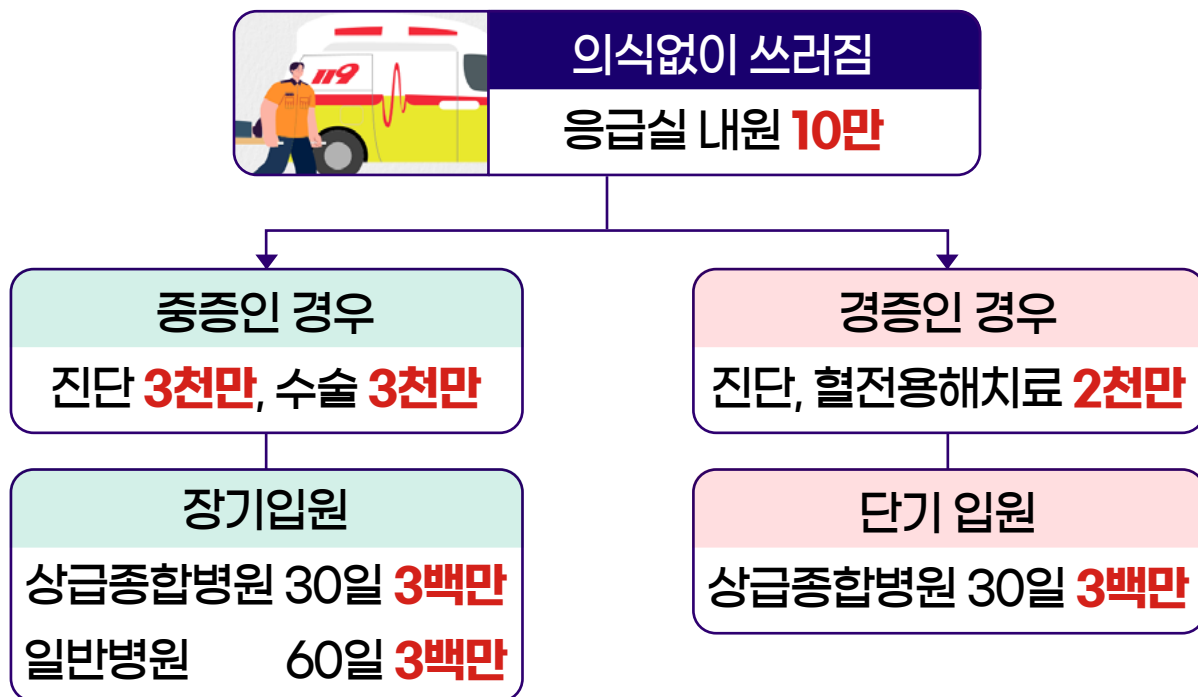 119
의식없이 쓰러짐
응급실 내원 10만
중증인 경우
진단 3천만, 수술 3천만
장기입원
상급종합병원 30일 3백만
일반병원 60일 3백만
경증인 경우
진단, 혈전용해치료 2천만
단기 입원
상급종합병원 30일 3백만